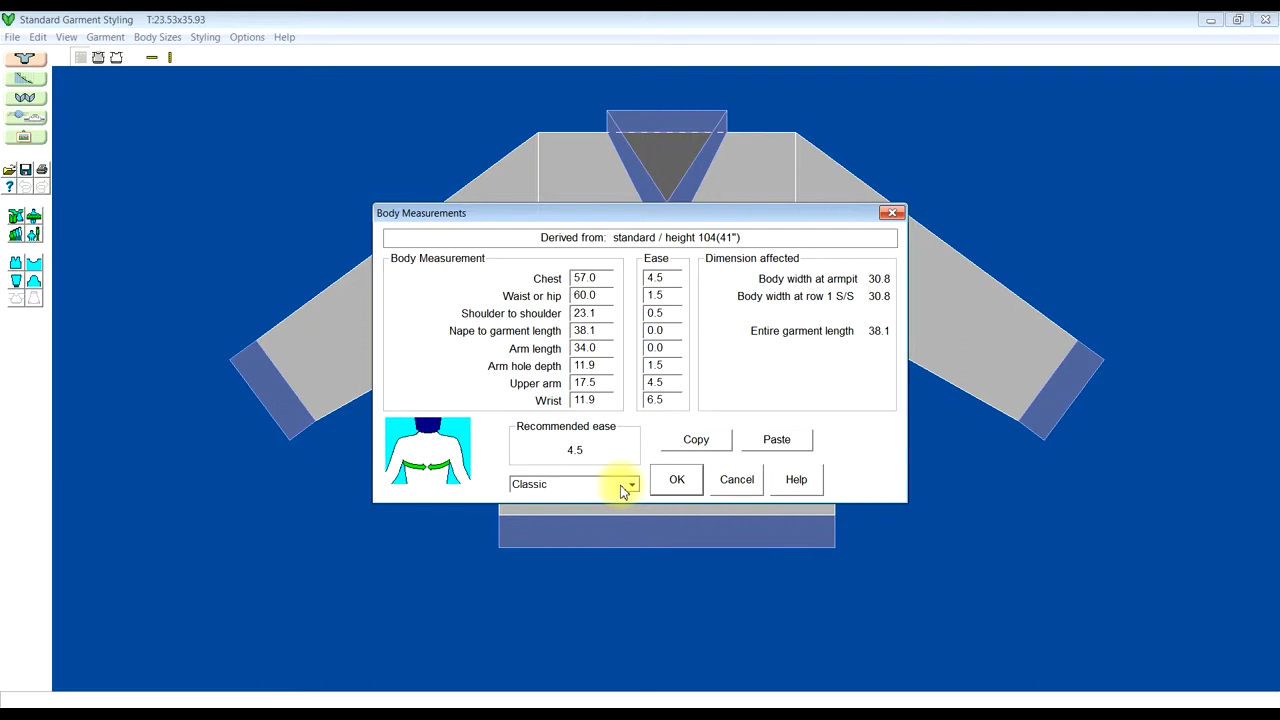 Standard Garment Styling T:23.53x35.93
File Edit View Garment Body Sizes Styling Options Help
Body Measurements
Derived from: standard / height 104(41")
Body Measurement Ease Dimension affected
Chest 57.0 4.5 Body width at armpit 30.8
Waist or hip 60.0 1.5 Body width at row 1 S/S 30.8
Shoulder to shoulder 23.1 0.5
Nape to garment length 38.1 0.0 Entire garment length 38.1
Arm length 34.0 0.0
Arm hole depth 11.9 1.5
Upper arm 17.5 4.5
Wrist 11.9 6.5
Recommended ease
4.5
Copy Paste
Classic
OK Cancel Help